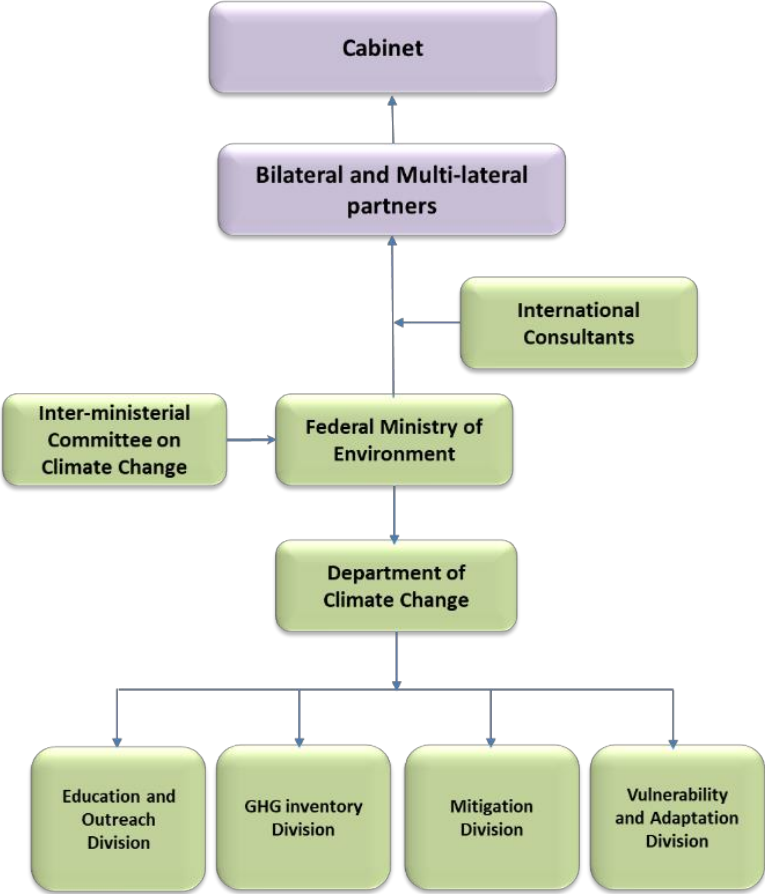 Cabinet
Bilateral and Multi-lateral
partners
International
Consultants
Inter-ministerial
Committee on
Climate Change
Federal Ministry of
Environment
Department of
Climate Change
Education and
Outreach
Division
GHG inventory
Division
Mitigation
Division
Vulnerability
and Adaptation
Division